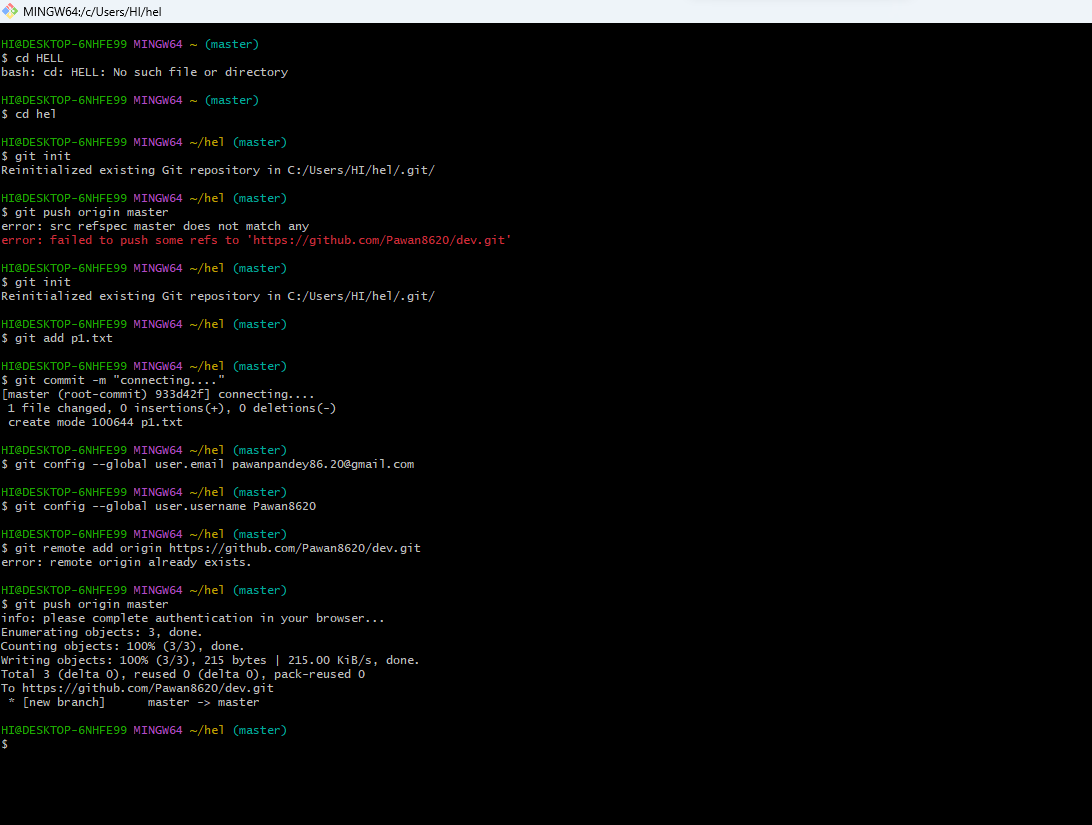 MINGW64:/c/Users/HI/hel
HI@DESKTOP-6NHFE99 MINGW64 ~ (master)
$ cd HELL
bash: cd: HELL: No such file or directory
HI@DESKTOP-6NHFE99 MINGW64 ~ (master)
$ cd hel
HI@DESKTOP-6NHFE99 MINGW64 ~/hel (master)
$ git init
Reinitialized existing Git repository in C:/Users/HI/hel/.git/
HI@DESKTOP-6NHFE99 MINGW64 ~/hel (master)
$ git push origin master
error: src refspec master does not match any
error: failed to push some refs to 'https://github.com/Pawan8620/dev.git'
HI@DESKTOP-6NHFE99 MINGW64 ~/hel (master)
$ git init
Reinitialized existing Git repository in C:/Users/HI/hel/.git/
HI@DESKTOP-6NHFE99 MINGW64 ~/hel (master)
$ git add p1.txt
HI@DESKTOP-6NHFE99 MINGW64 ~/hel (master)
$ git commit -m "connecting...."
[master (root-commit) 933d42f] connecting....
 1 file changed, 0 insertions(+), 0 deletions(-)
 create mode 100644 p1.txt
HI@DESKTOP-6NHFE99 MINGW64 ~/hel (master)
$ git config --global user.email pawanpandey86.20@gmail.com
HI@DESKTOP-6NHFE99 MINGW64 ~/hel (master)
$ git config --global user.username Pawan8620
HI@DESKTOP-6NHFE99 MINGW64 ~/hel (master)
$ git remote add origin https://github.com/Pawan8620/dev.git
error: remote origin already exists.
HI@DESKTOP-6NHFE99 MINGW64 ~/hel (master)
$ git push origin master
info: please complete authentication in your browser...
Enumerating objects: 3, done.
Counting objects: 100% (3/3), done.
Writing objects: 100% (3/3), 215 bytes | 215.00 KiB/s, done.
Total 3 (delta 0), reused 0 (delta 0), pack-reused 0
To https://github.com/Pawan8620/dev.git
 * [new branch]      master -> master
HI@DESKTOP-6NHFE99 MINGW64 ~/hel (master)
$